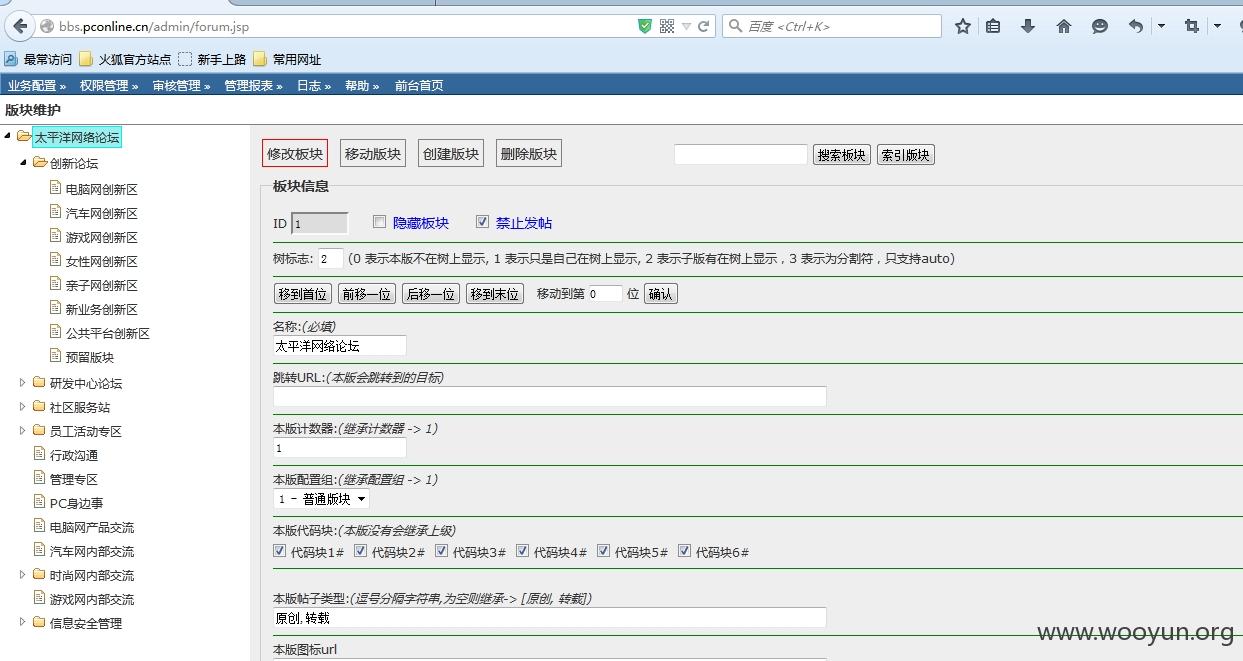 bbs.pconline.cn/admin/forum.jsp
百度 <Ctrl+K>
最常访问 火狐官方站点 新手上路 常用网址
业务配置 » 权限管理 » 审核管理 » 管理报表 » 日志 » 帮助 » 前台首页
版块维护
太平洋网络论坛
创新论坛
电脑网创新区
汽车网创新区
游戏网创新区
女性网创新区
亲子网创新区
新业务创新区
公共平台创新区
预留版块
研发中心论坛
社区服务站
员工活动专区
行政沟通
管理专区
PC身边事
电脑网产品交流
汽车网内部交流
时尚网内部交流
游戏网内部交流
信息安全管理
修改板块 移动版块 创建版块 删除版块 搜索板块 索引版块
板块信息
ID 1 隐藏板块 禁止发帖
树标志: 2 (0 表示本版不在树上显示, 1 表示只是自己在树上显示, 2 表示子版有在树上显示，3 表示为分割符，只支持auto)
移到首位 前移一位 后移一位 移到末位 移动到第 0 位 确认
名称:(必填)
太平洋网络论坛
跳转URL:(本版会跳转到的目标)
本版计数器:(继承计数器 -> 1)
1
本版配置组:(继承配置组 -> 1)
1 - 普通版块
本版代码块:(本版没有会继承上级)
代码块1# 代码块2# 代码块3# 代码块4# 代码块5# 代码块6#
本版帖子类型:(逗号分隔字符串,为空则继承-> [原创, 转载])
原创,转载
本版图标url
www.wooyun.org